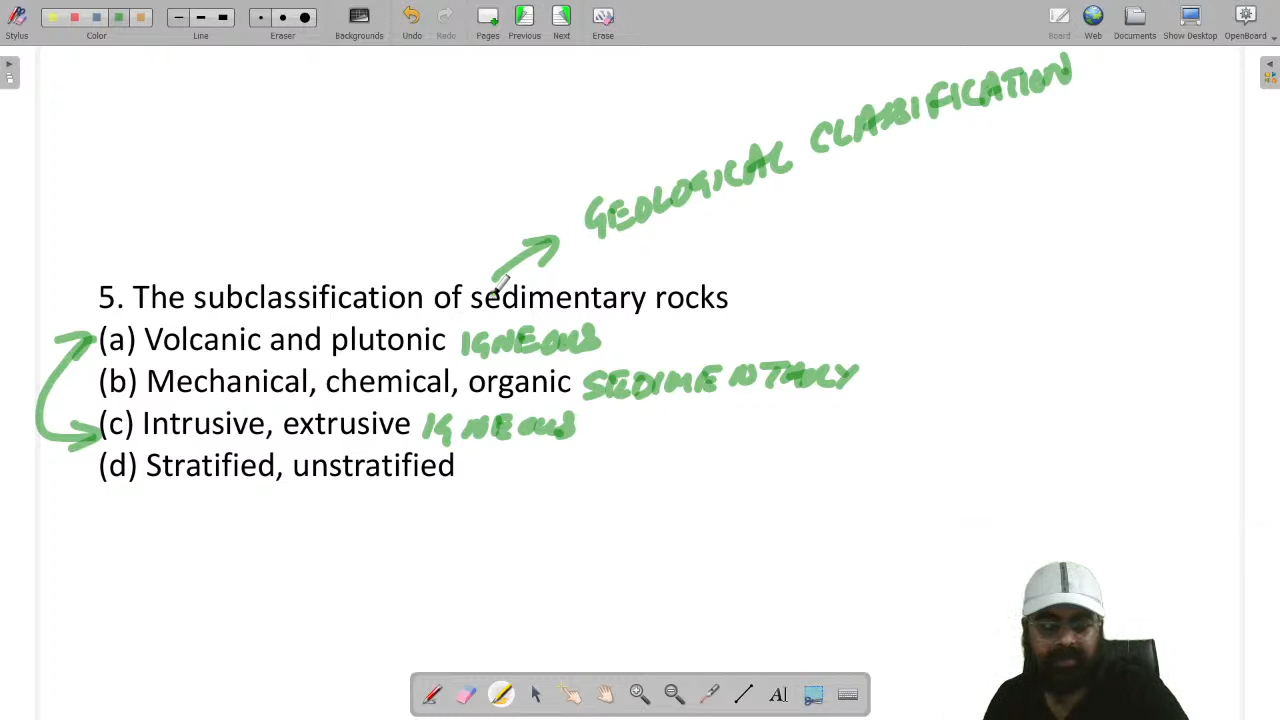 Stylus
Color
Line
Eraser
Backgrounds
Undo
Redo
Pages
Previous
Next
Erase
Board
Web
Documents
Show Desktop
OpenBoard
GEOLOGICAL CLASSIFICATION
5. The subclassification of sedimentary rocks
(a) Volcanic and plutonic IGNEOUS
(b) Mechanical, chemical, organic SEDIMENTARY
(c) Intrusive, extrusive IGNEOUS
(d) Stratified, unstratified